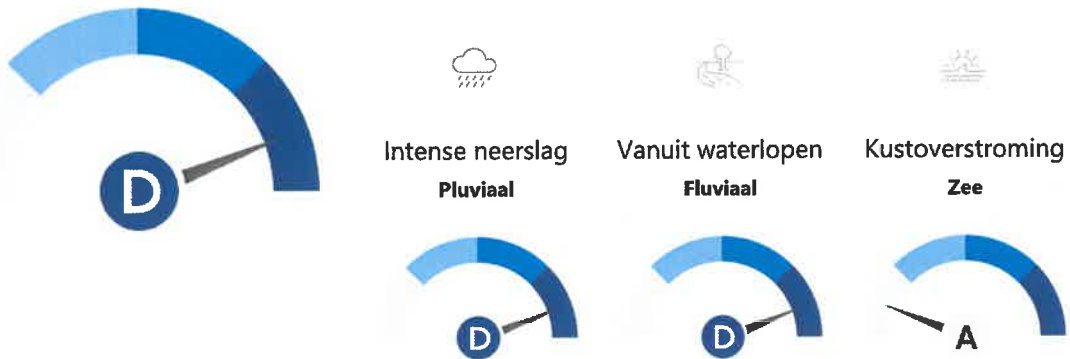 D
Intense neerslag
Pluviaal
D
Vanuit waterlopen
Fluviaal
D
Kustoverstroming
Zee
A